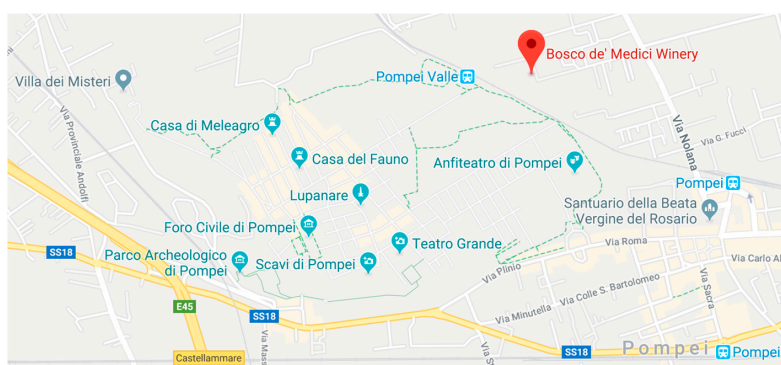 Bosco de' Medici Winery
Pompei Valle
Villa dei Misteri
Via Provinciale Andolfi
Casa di Meleagro
Via Nolana
Via G. Fucci
Casa del Fauno
Anfiteatro di Pompei
Pompei
Lupanare
Santuario della Beata
Vergine del Rosario
Foro Civile di Pompei
Teatro Grande
Via Roma
SS18
Parco Archeologico
di Pompei
Scavi di Pompei
Via Plinio
Via Carlo Al
Via Colle S. Bartolomeo
Via Sacra
E45
SS18
Via Minutella
Via Mass
Via S
Castellammare
SS18
Pompei
Pompei